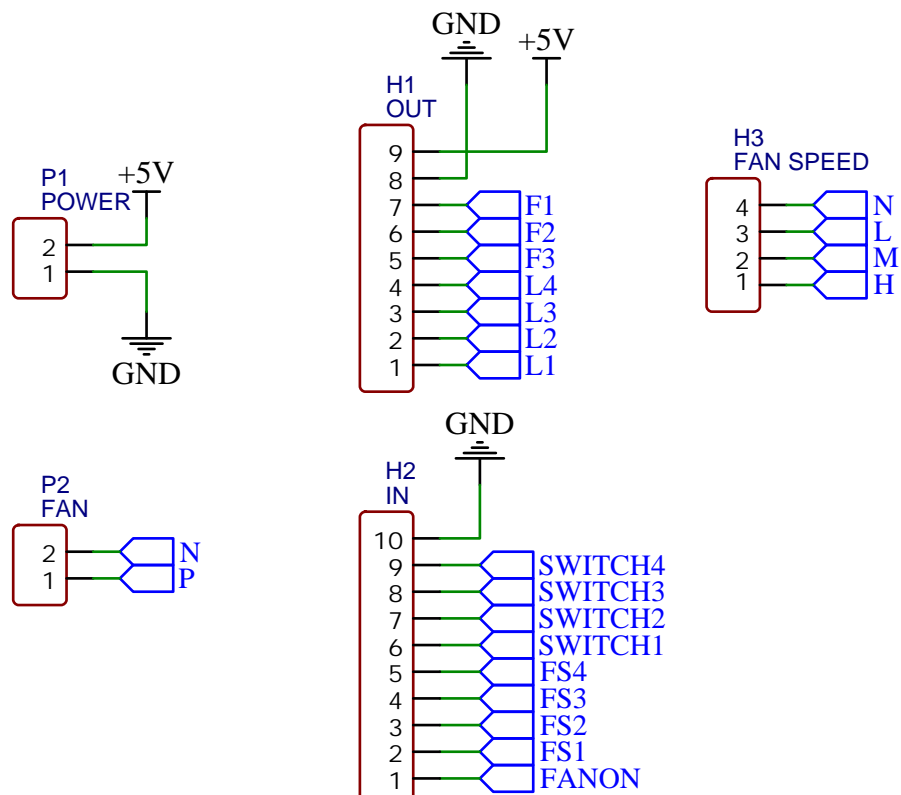 P1
POWER
+5V
2
1
GND
GND
+5V
H1
OUT
9
8
7 F1
6 F2
5 F3
4 L4
3 L3
2 L2
1 L1
H3
FAN SPEED
4 N
3 L
2 M
1 H
P2
FAN
2 N
1 P
GND
H2
IN
10
9 SWITCH4
8 SWITCH3
7 SWITCH2
6 SWITCH1
5 FS4
4 FS3
3 FS2
2 FS1
1 FANON